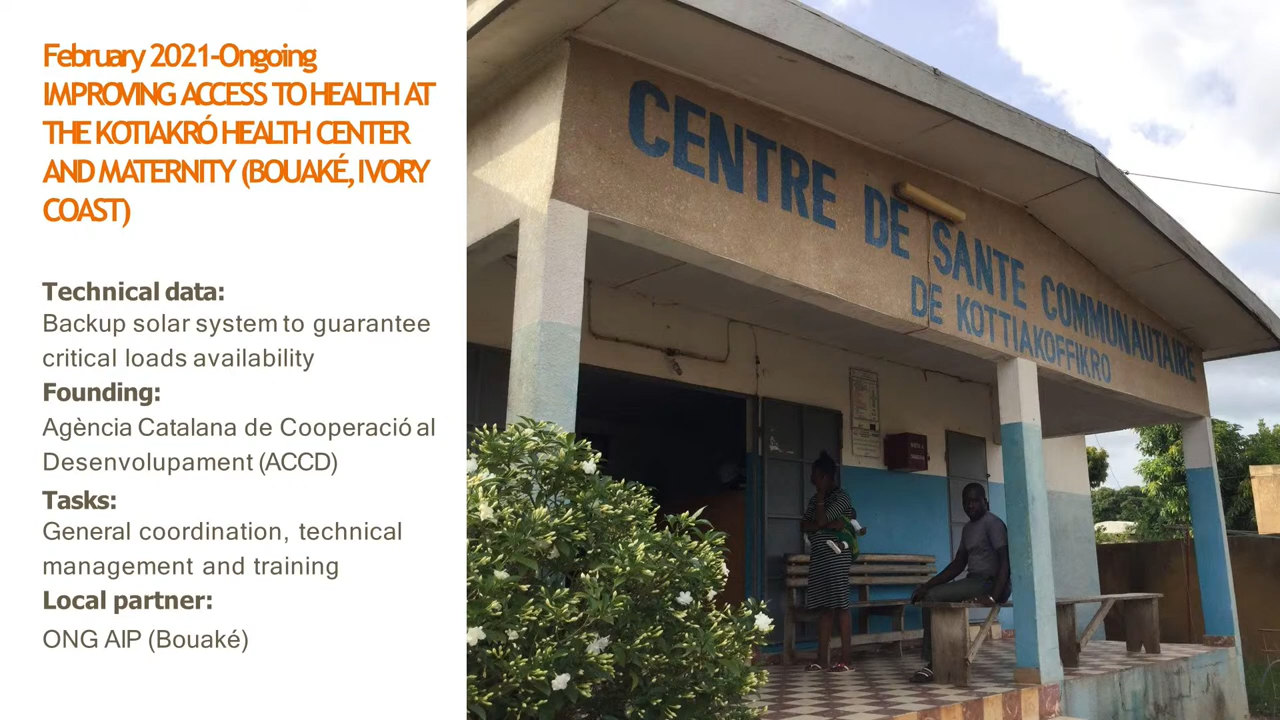 February 2021-Ongoing
IMPROVING ACCESS TO HEALTH AT
THE KOTIAKRÓ HEALTH CENTER
AND MATERNITY (BOUAKÉ, IVORY
COAST)
Technical data:
Backup solar system to guarantee
critical loads availability
Founding:
Agència Catalana de Cooperació al
Desenvolupament (ACCD)
Tasks:
General coordination, technical
management and training
Local partner:
ONG AIP (Bouaké)
CENTRE DE SANTE COMMUNAUTAIRE
DE KOTTIAKOFFIKRO